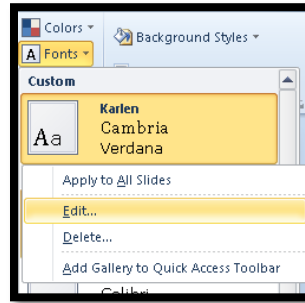 Colors
Background Styles
A Fonts
Custom
Karlen
Aa
Cambria
Verdana
Apply to All Slides
Edit...
Delete...
Add Gallery to Quick Access Toolbar
Calibri